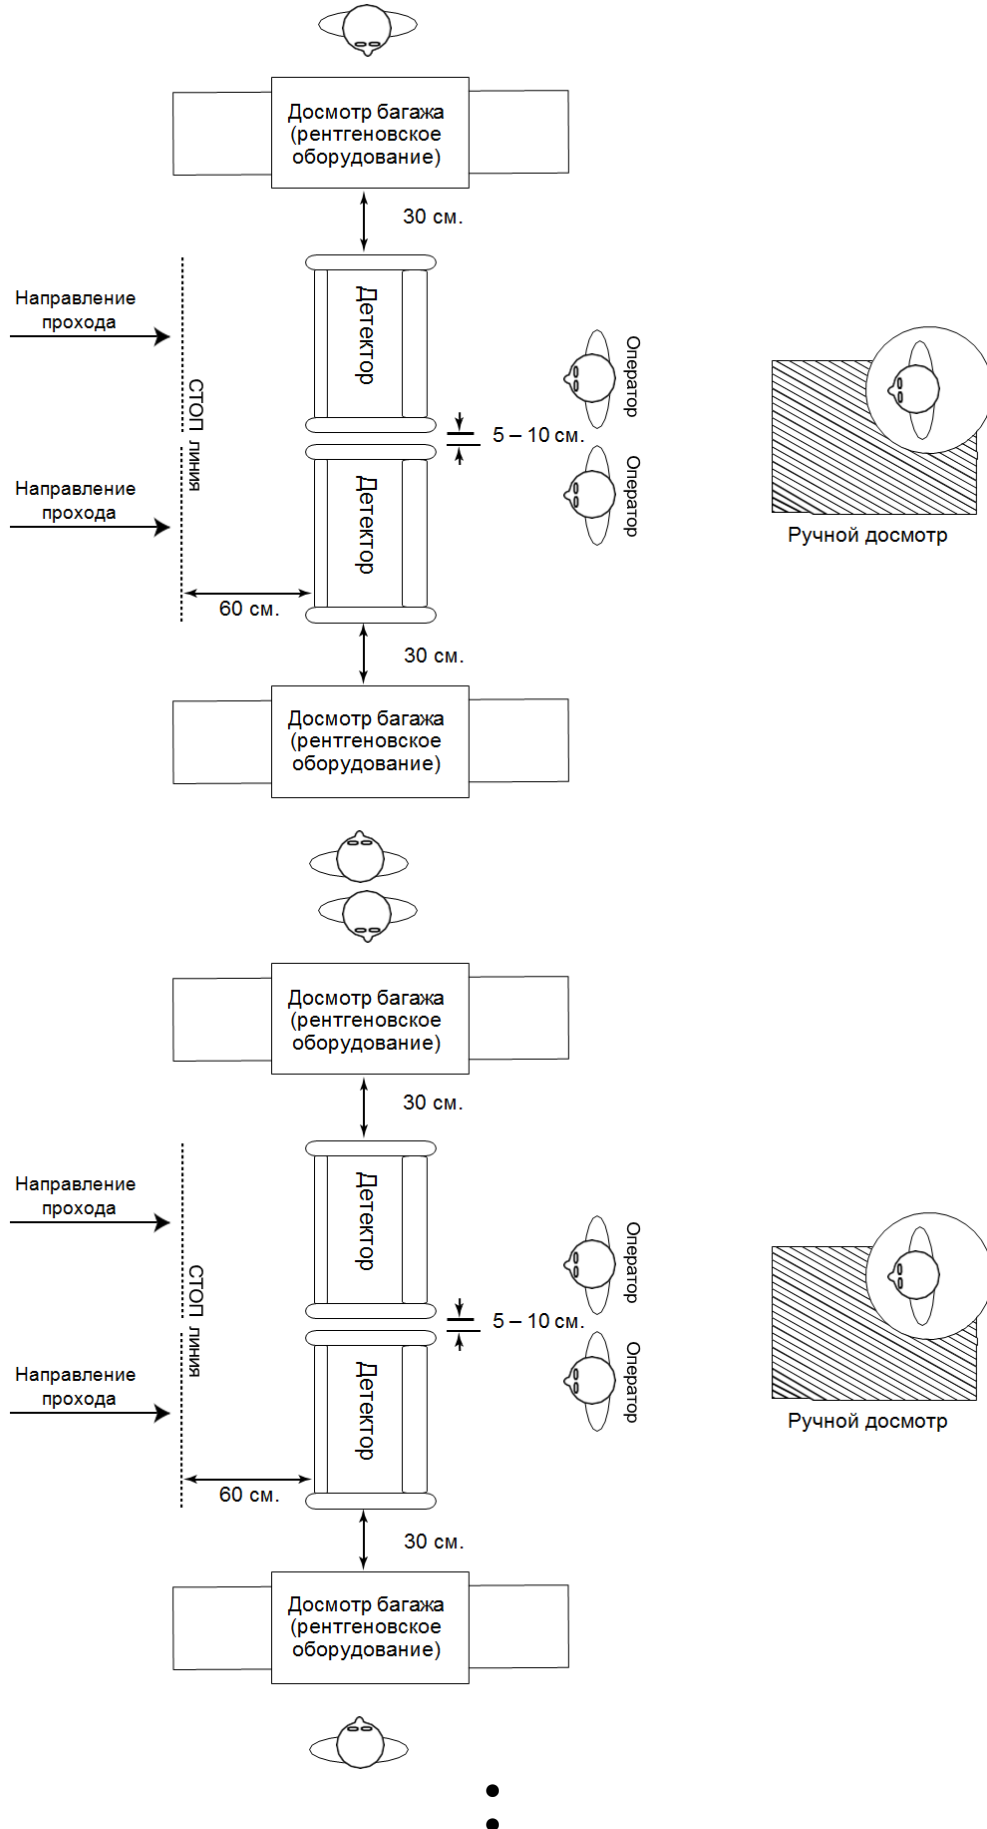 Досмотр багажа
(рентгеновское
оборудование)
30 см.
Направление
прохода
Детектор
Оператор
СТОП линия
5 – 10 см.
Направление
прохода
Детектор
Оператор
Ручной досмотр
60 см.
30 см.
Досмотр багажа
(рентгеновское
оборудование)
Досмотр багажа
(рентгеновское
оборудование)
30 см.
Направление
прохода
Детектор
Оператор
СТОП линия
5 – 10 см.
Направление
прохода
Детектор
Оператор
Ручной досмотр
60 см.
30 см.
Досмотр багажа
(рентгеновское
оборудование)